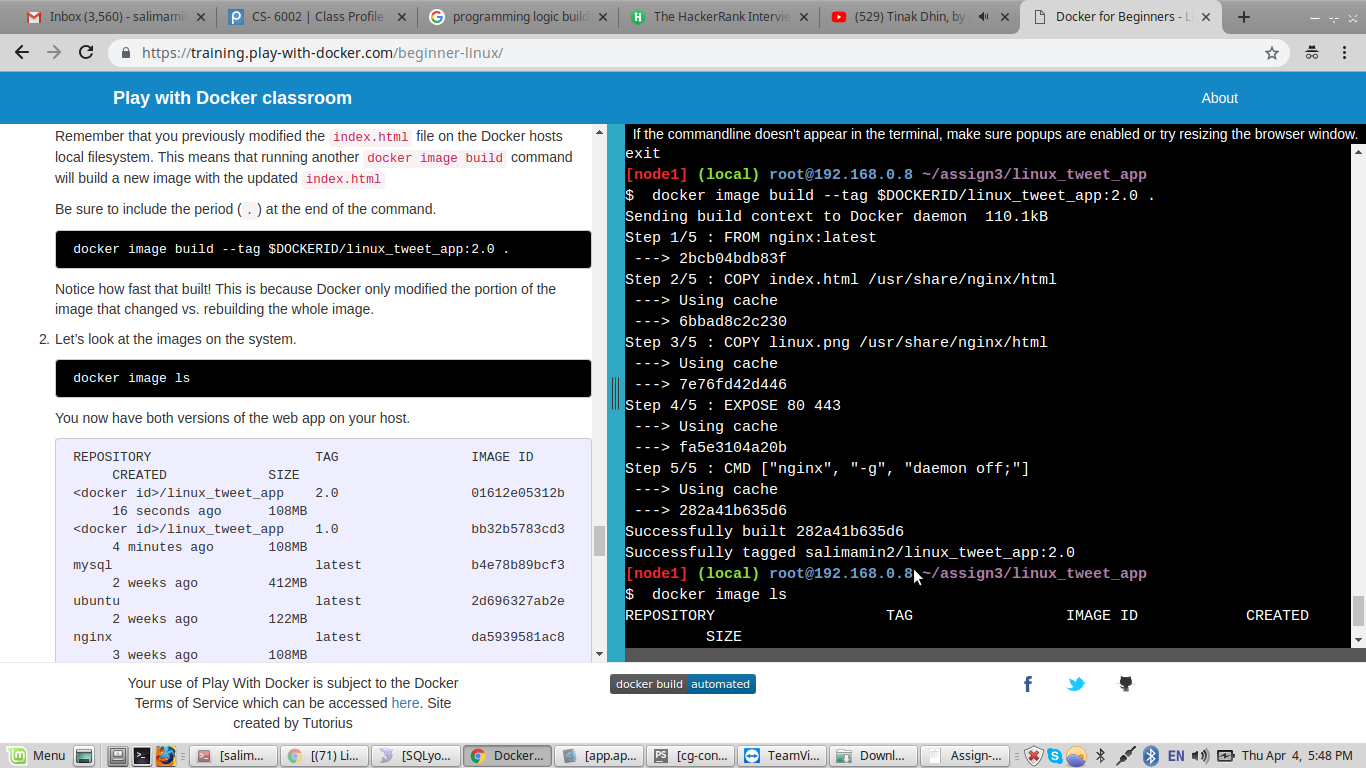 Inbox (3,560) - salimami
CS- 6002 | Class Profile
programming logic build
The HackerRank Intervie
(529) Tinak Dhin, by
Docker for Beginners - Li
https://training.play-with-docker.com/beginner-linux/
Play with Docker classroom
About
Remember that you previously modified the index.html file on the Docker hosts
local filesystem. This means that running another docker image build command
will build a new image with the updated index.html
Be sure to include the period ( . ) at the end of the command.
docker image build --tag $DOCKERID/linux_tweet_app:2.0 .
Notice how fast that built! This is because Docker only modified the portion of the
image that changed vs. rebuilding the whole image.
2. Let's look at the images on the system.
docker image ls
You now have both versions of the web app on your host.
REPOSITORY TAG IMAGE ID
CREATED SIZE
<docker id>/linux_tweet_app 2.0 01612e05312b
16 seconds ago 108MB
<docker id>/linux_tweet_app 1.0 bb32b5783cd3
4 minutes ago 108MB
mysql latest b4e78b89bcf3
2 weeks ago 412MB
ubuntu latest 2d696327ab2e
2 weeks ago 122MB
nginx latest da5939581ac8
3 weeks ago 108MB
If the commandline doesn't appear in the terminal, make sure popups are enabled or try resizing the browser window.
exit
[node1] (local) root@192.168.0.8 ~/assign3/linux_tweet_app
$ docker image build --tag $DOCKERID/linux_tweet_app:2.0 .
Sending build context to Docker daemon 110.1kB
Step 1/5 : FROM nginx:latest
---> 2bcb04bdb83f
Step 2/5 : COPY index.html /usr/share/nginx/html
---> Using cache
---> 6bbad8c2c230
Step 3/5 : COPY linux.png /usr/share/nginx/html
---> Using cache
---> 7e76fd42d446
Step 4/5 : EXPOSE 80 443
---> Using cache
---> fa5e3104a20b
Step 5/5 : CMD ["nginx", "-g", "daemon off;"]
---> Using cache
---> 282a41b635d6
Successfully built 282a41b635d6
Successfully tagged salimamin2/linux_tweet_app:2.0
[node1] (local) root@192.168.0.8 ~/assign3/linux_tweet_app
$ docker image ls
REPOSITORY TAG IMAGE ID CREATED
SIZE
Your use of Play With Docker is subject to the Docker
Terms of Service which can be accessed here. Site
created by Tutorius
docker build automated
Menu
[salim...
[(71) Li...
[SQLyo...
Docker...
[app.ap...
[cg-con...
TeamVi...
Downl...
Assign-...
EN
Thu Apr 4, 5:48 PM